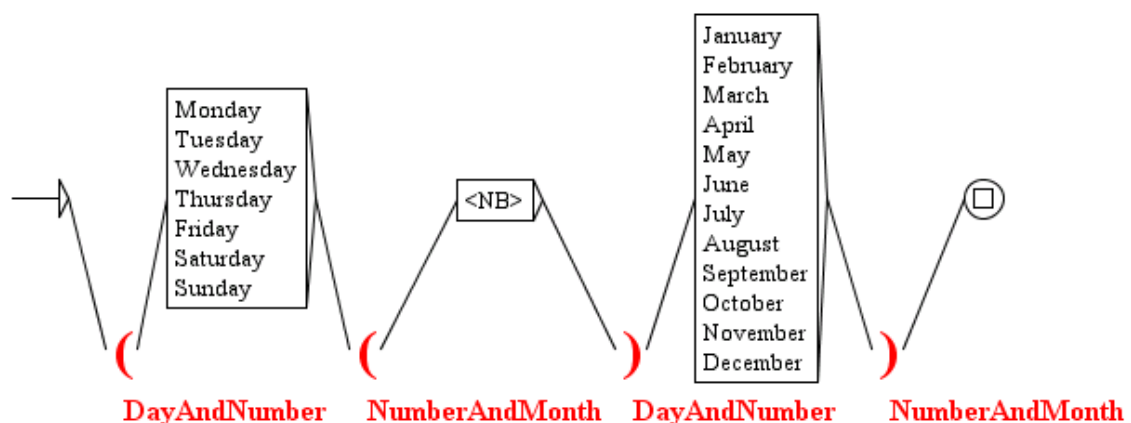 Monday
Tuesday
Wednesday
Thursday
Friday
Saturday
Sunday
<NB>
January
February
March
April
May
June
July
August
September
October
November
December
( ( ) )
DayAndNumber NumberAndMonth DayAndNumber NumberAndMonth